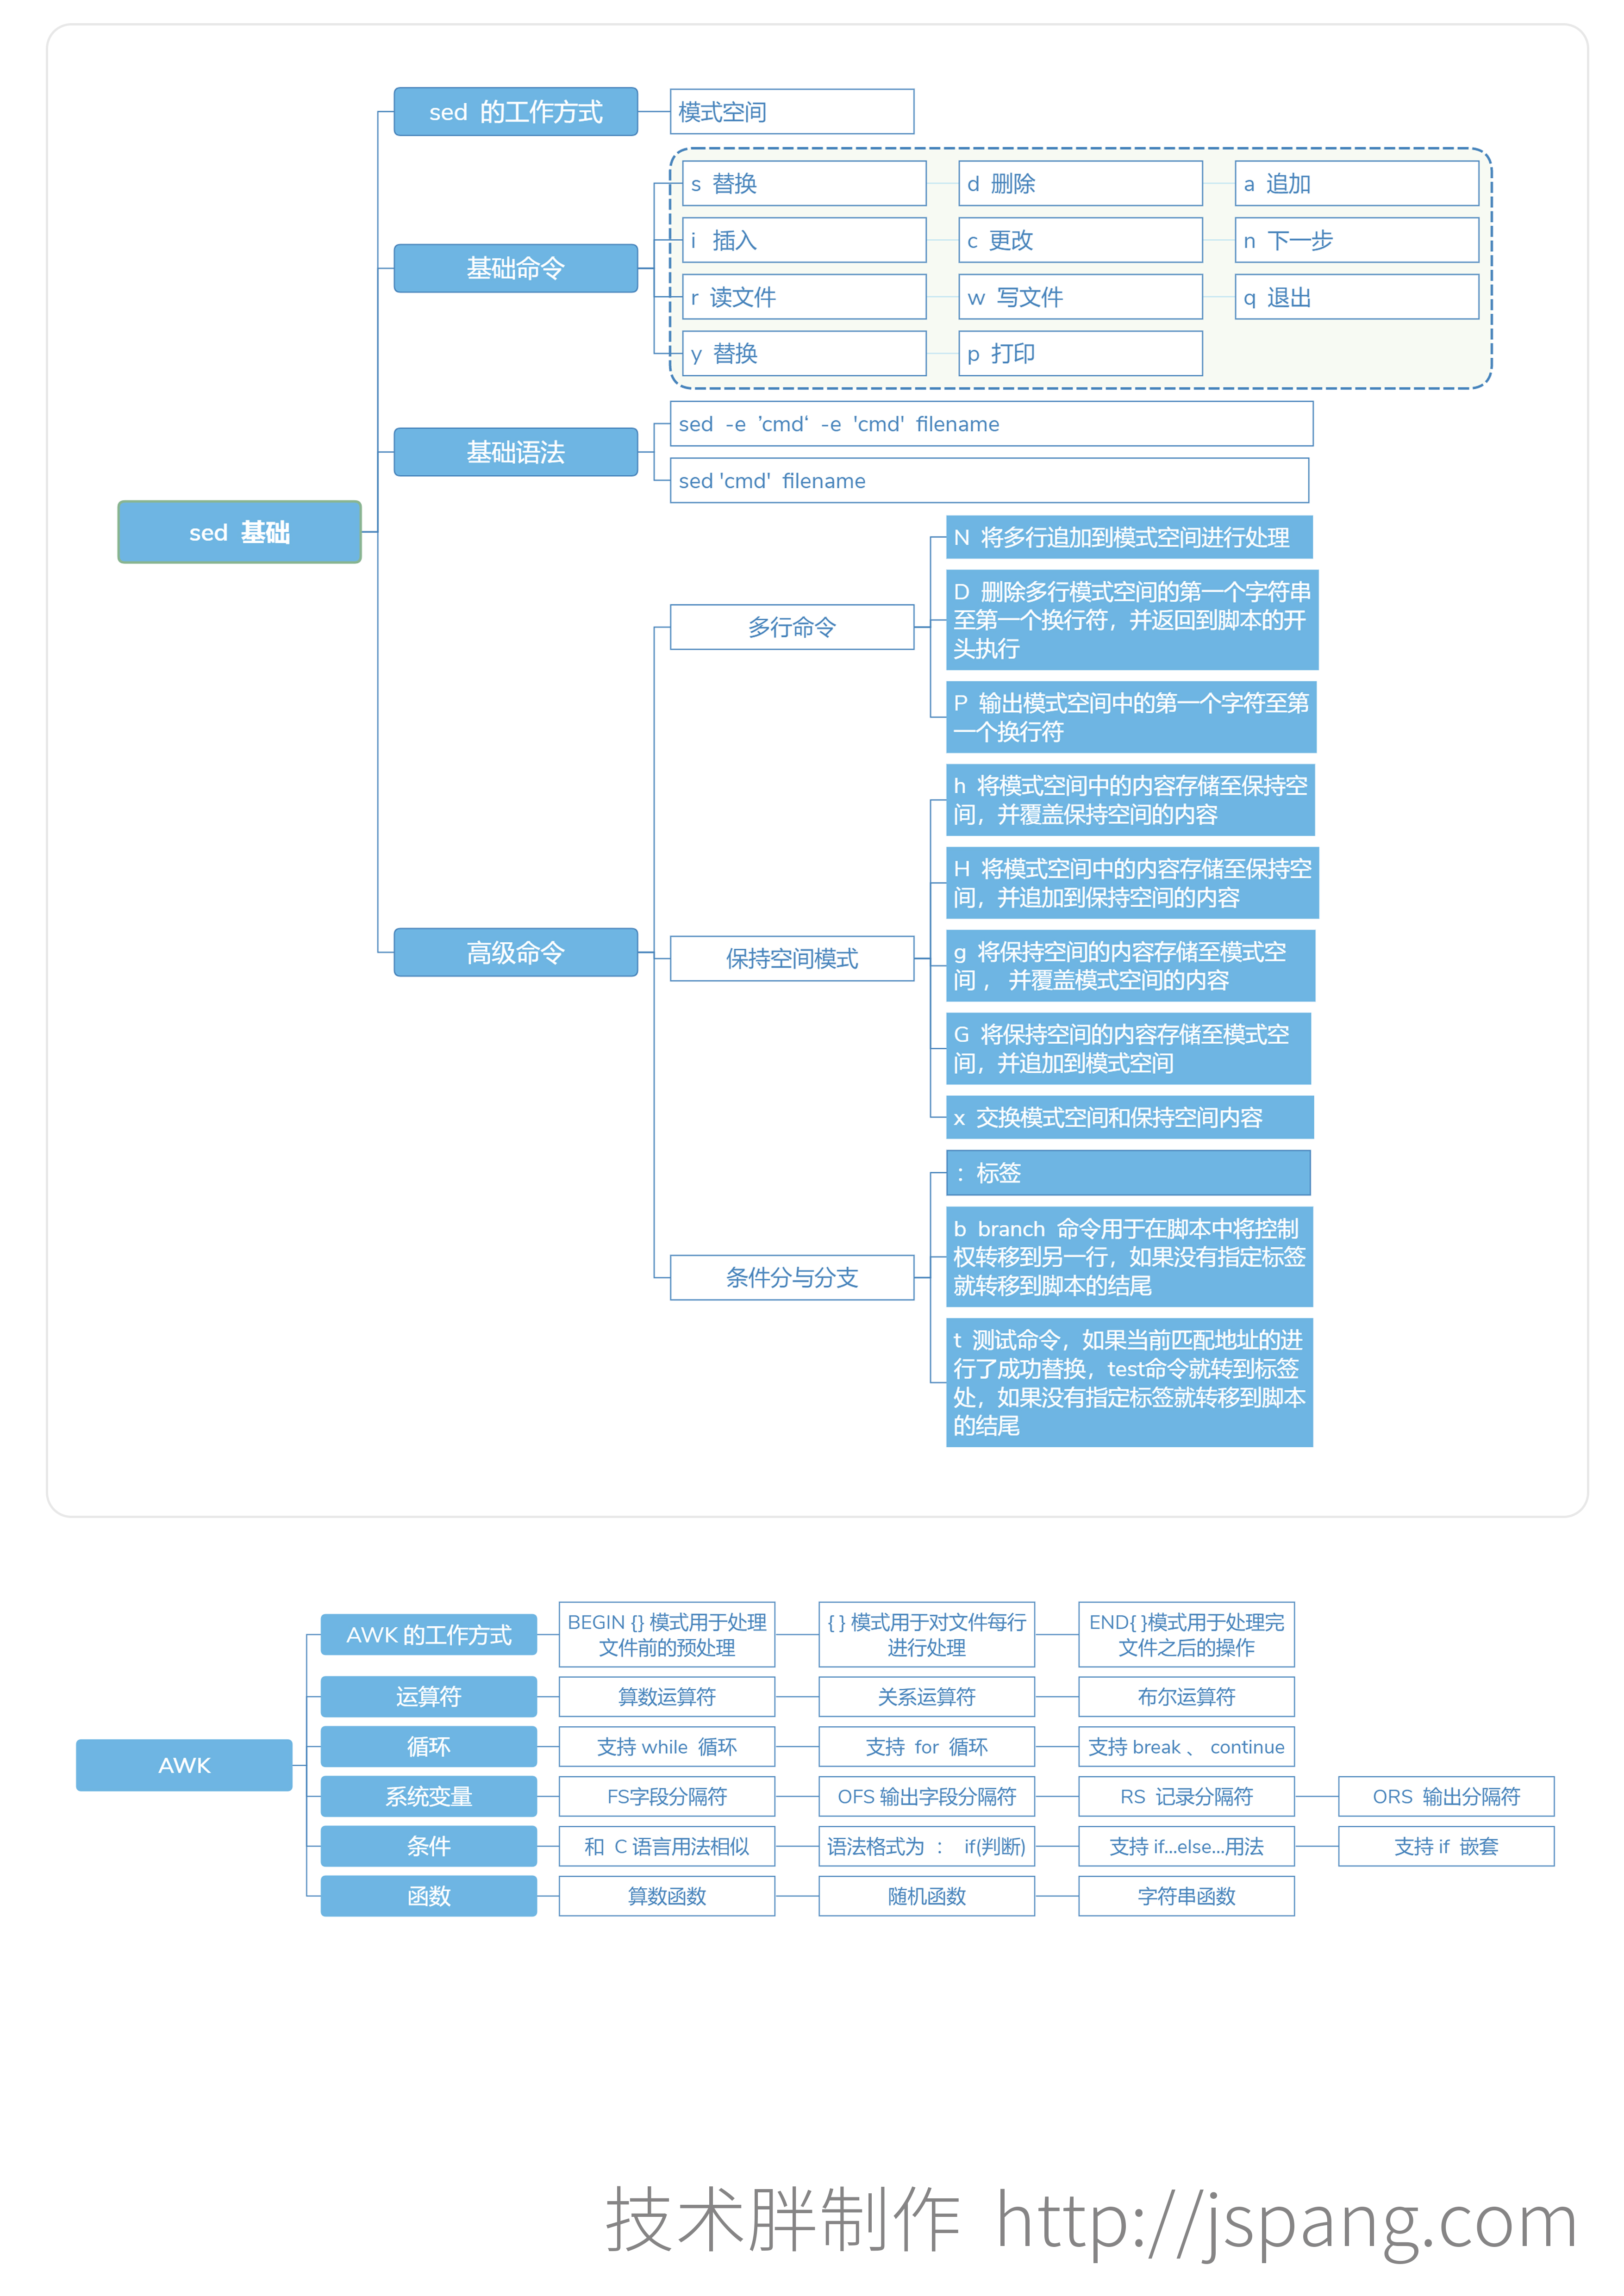 sed 的工作方式
模式空间
s 替换
d 删除
a 追加
i 插入
c 更改
n 下一步
基础命令
r 读文件
w 写文件
q 退出
y 替换
p 打印
sed -e ’cmd‘ -e 'cmd' filename
基础语法
sed 'cmd' filename
sed 基础
N 将多行追加到模式空间进行处理
D 删除多行模式空间的第一个字符串
至第一个换行符，并返回到脚本的开
头执行
多行命令
P 输出模式空间中的第一个字符至第
一个换行符
h 将模式空间中的内容存储至保持空
间，并覆盖保持空间的内容
H 将模式空间中的内容存储至保持空
间，并追加到保持空间的内容
高级命令
保持空间模式
g 将保持空间的内容存储至模式空
间 ， 并覆盖模式空间的内容
G 将保持空间的内容存储至模式空
间，并追加到模式空间
x 交换模式空间和保持空间内容
：标签
b branch 命令用于在脚本中将控制
权转移到另一行，如果没有指定标签
就转移到脚本的结尾
条件分与分支
t 测试命令，如果当前匹配地址的进
行了成功替换，test命令就转到标签
处，如果没有指定标签就转移到脚本
的结尾
AWK 的工作方式
BEGIN {} 模式用于处理
文件前的预处理
{ } 模式用于对文件每行
进行处理
END{ }模式用于处理完
文件之后的操作
运算符
算数运算符
关系运算符
布尔运算符
循环
支持 while 循环
支持 for 循环
支持 break 、 continue
AWK
系统变量
FS字段分隔符
OFS 输出字段分隔符
RS 记录分隔符
ORS 输出分隔符
条件
和 C 语言用法相似
语法格式为 ： if(判断)
支持 if...else...用法
支持 if 嵌套
函数
算数函数
随机函数
字符串函数
技术胖制作 http://jspang.com